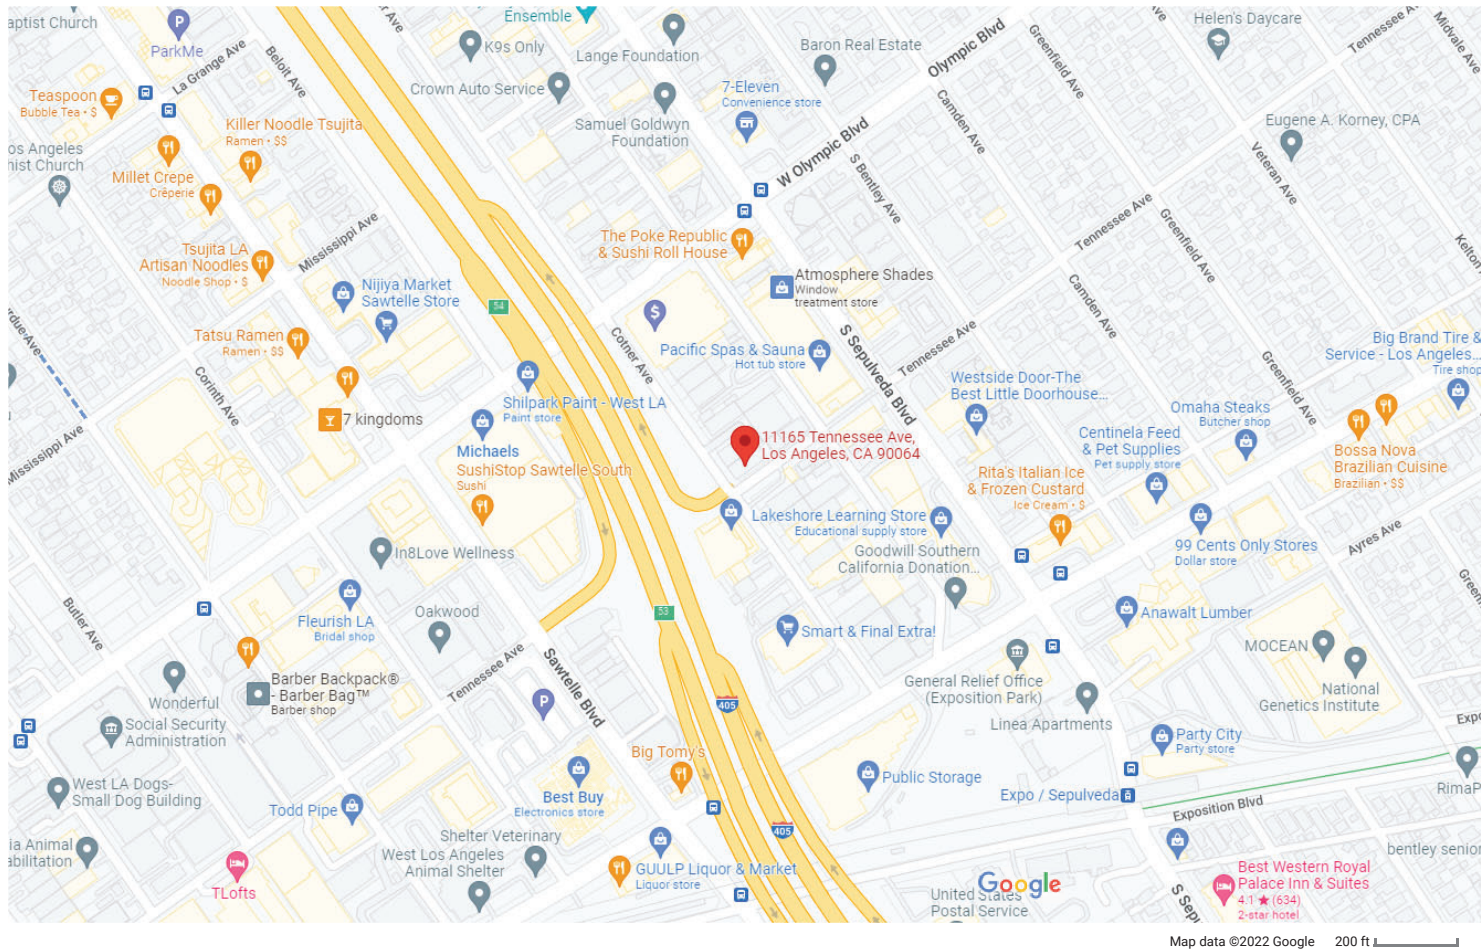 aptist Church
ParkMe
La Grange Ave
Beloit Ave
Teaspoon
Bubble Tea • $
Killer Noodle Tsujita
Ramen • $$
os Angeles
hist Church
Millet Crepe
Crêperie
Mississippi Ave
Tsujita LA
Artisan Noodles
Noodle Shop • $
Nijiya Market
Sawtelle Store
Tatsu Ramen
Ramen • $$
Corinth Ave
7 kingdoms
Mississippi Ave
Ensemble
K9s Only
Lange Foundation
Crown Auto Service
Samuel Goldwyn
Foundation
7-Eleven
Convenience store
Baron Real Estate
Olympic Blvd
W Olympic Blvd
S Bentley Ave
Camden Ave
Greenfield Ave
Helen's Daycare
Tennessee Ave
Midvale Ave
Eugene A. Korney, CPA
Veteran Ave
Tennessee Ave
Greenfield Ave
Camden Ave
The Poke Republic
& Sushi Roll House
Atmosphere Shades
Window
treatment store
S Sepulveda Blvd
Tennessee Ave
54
Cotner Ave
Pacific Spas & Sauna
Hot tub store
Shilpark Paint - West LA
Paint store
Michaels
SushiStop Sawtelle South
Sushi
11165 Tennessee Ave,
Los Angeles, CA 90064
Westside Door-The
Best Little Doorhouse...
Greenfield Ave
Big Brand Tire &
Service - Los Angeles...
Tire shop
Omaha Steaks
Butcher shop
Centinela Feed
& Pet Supplies
Pet supply store
Bossa Nova
Brazilian Cuisine
Brazilian • $$
Rita's Italian Ice
& Frozen Custard
Ice Cream • $
Lakeshore Learning Store
Educational supply store
Goodwill Southern
California Donation...
99 Cents Only Stores
Dollar store
Ayres Ave
In8Love Wellness
Butler Ave
Fleurish LA
Bridal shop
Oakwood
53
Smart & Final Extra!
Anawalt Lumber
MOCEAN
National
Genetics Institute
General Relief Office
(Exposition Park)
Linea Apartments
Tennessee Ave
Sawtelle Blvd
Barber Backpack®
- Barber Bag™
Barber shop
Wonderful
Social Security
Administration
405
Party City
Party store
Big Tomy's
Public Storage
Expo / Sepulveda
Exposition Blvd
West LA Dogs-
Small Dog Building
Todd Pipe
Best Buy
Electronics store
405
Shelter Veterinary
West Los Angeles
Animal Shelter
GUULP Liquor & Market
Liquor store
TLofts
United States
Postal Service
Google
Best Western Royal
Palace Inn & Suites
4.1 ★ (634)
2-star hotel
bentley senior
Map data ©2022 Google 200 ft